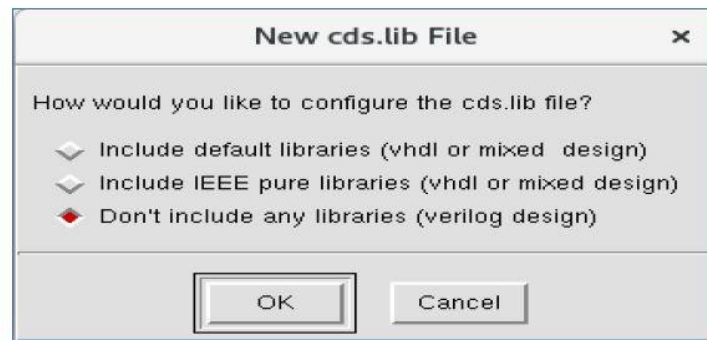 New cds.lib File
×
How would you like to configure the cds.lib file?
Include default libraries (vhdl or mixed design)
Include IEEE pure libraries (vhdl or mixed design)
Don't include any libraries (verilog design)
OK
Cancel